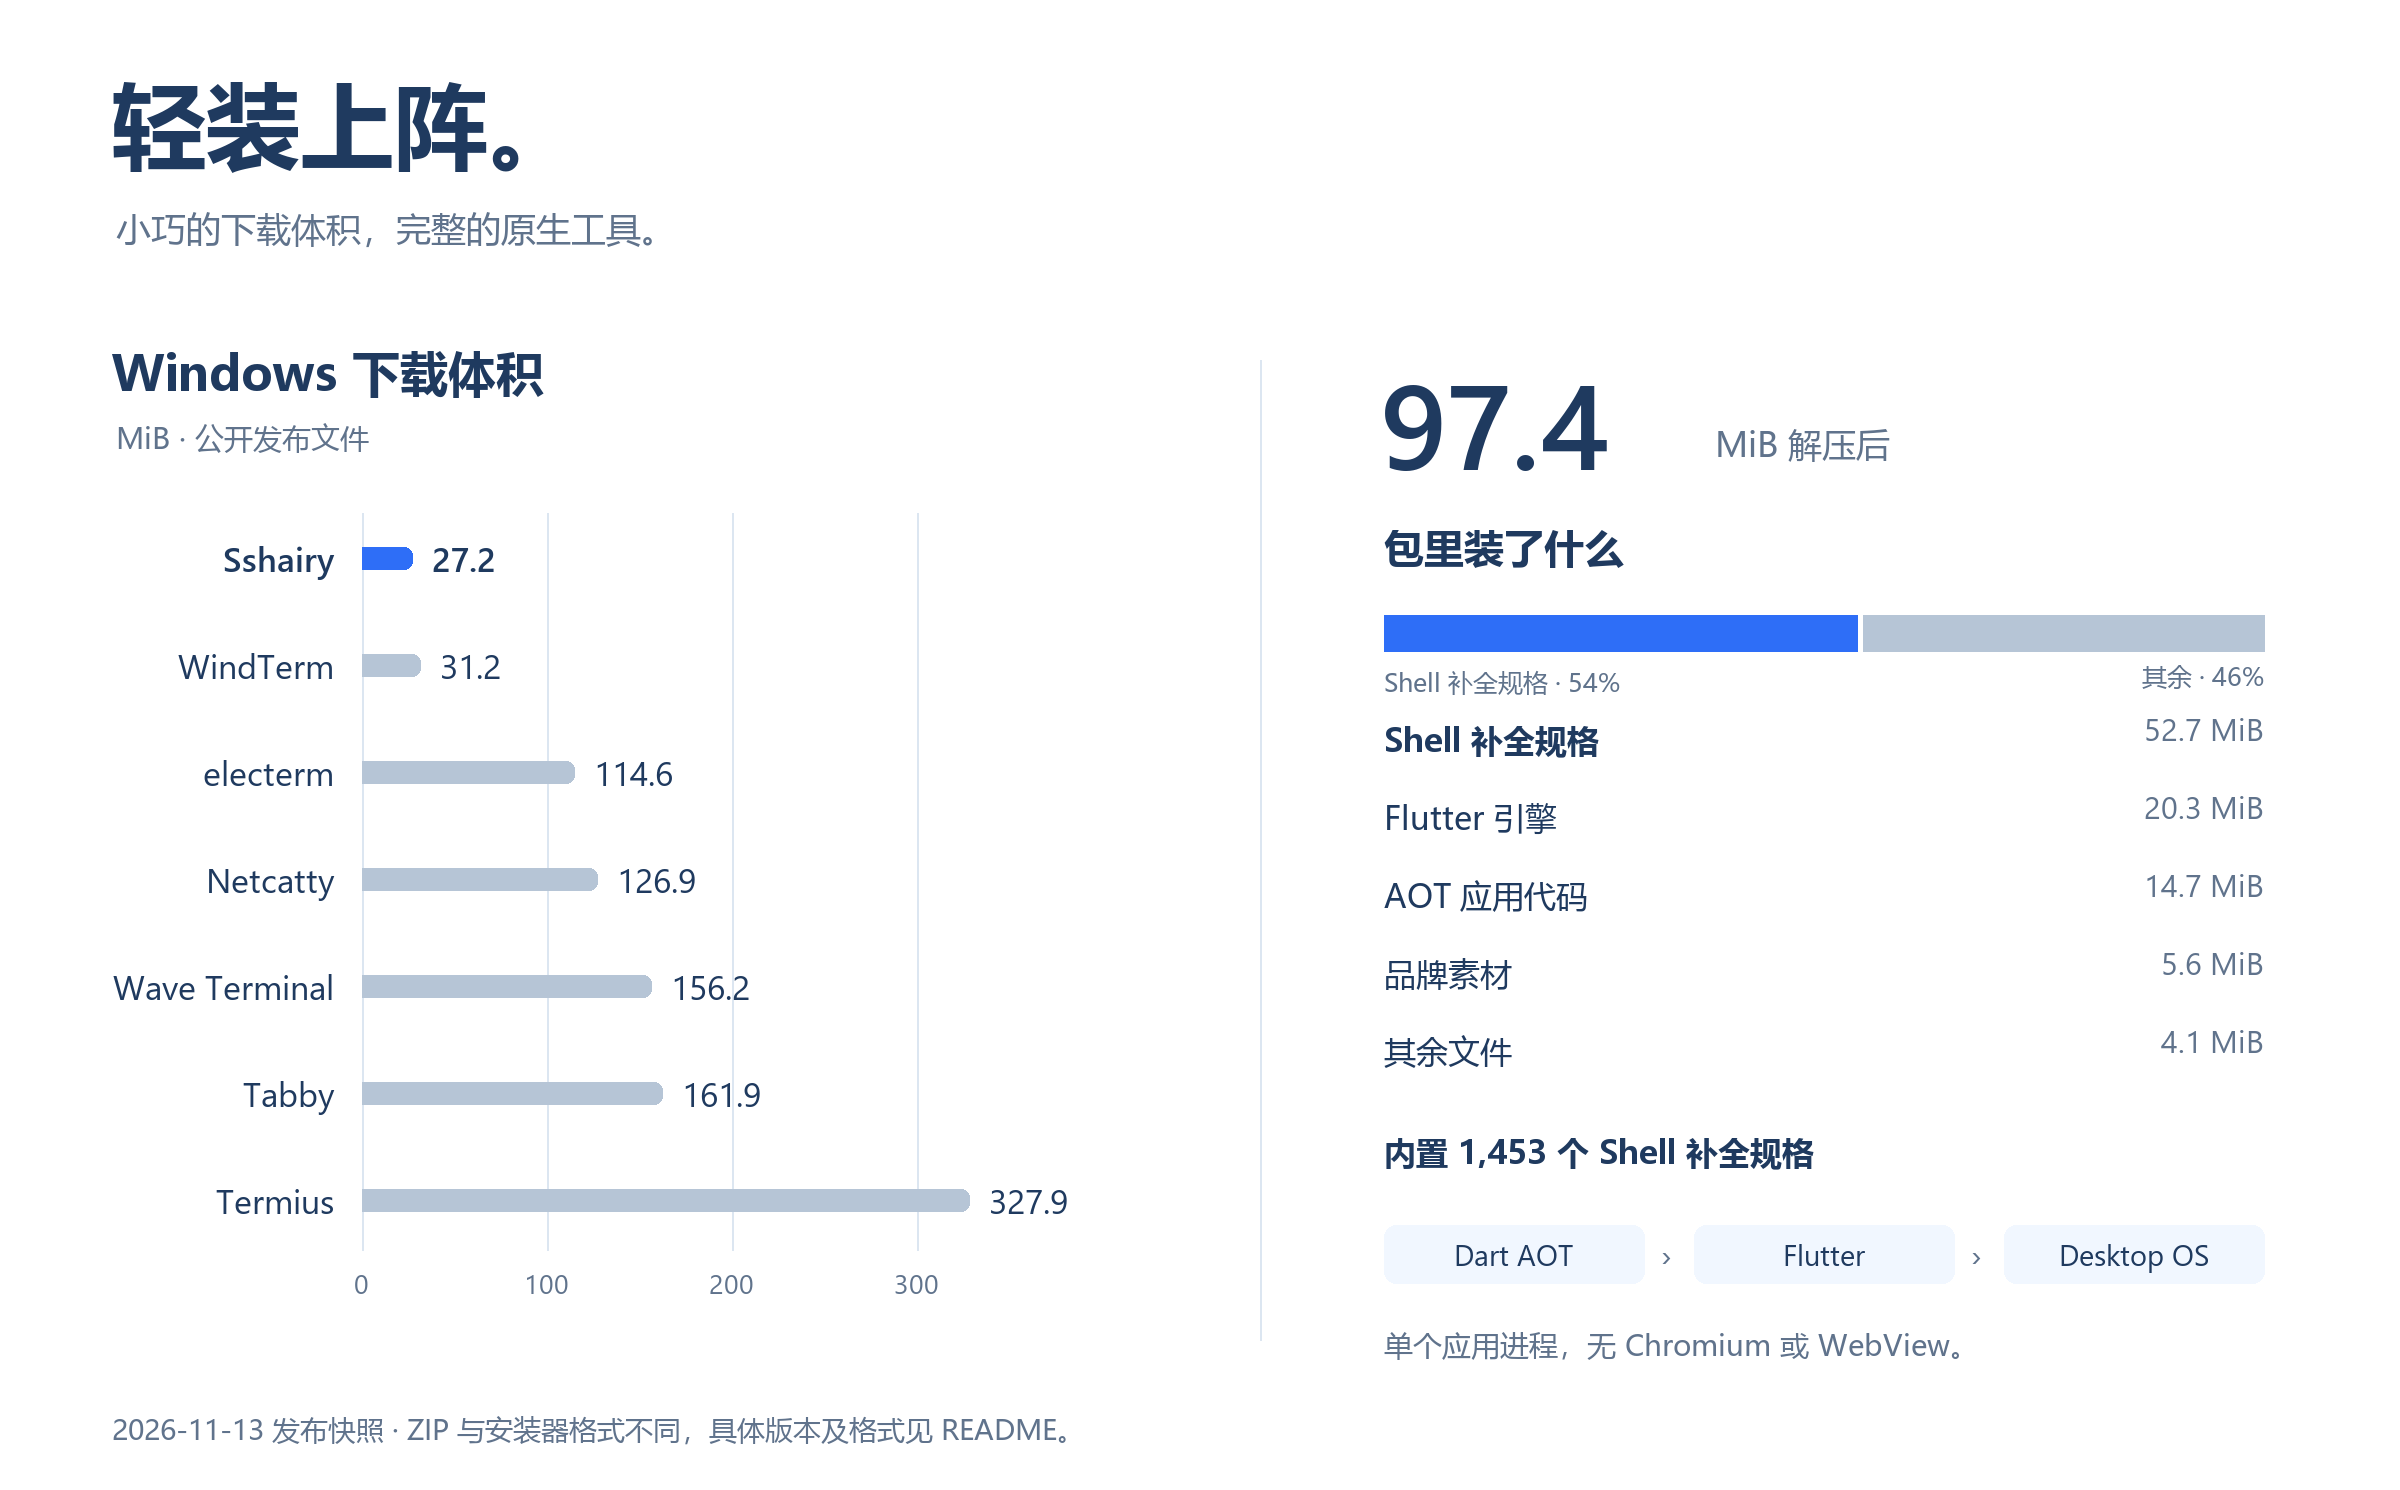 轻装上阵。
小巧的下载体积，完整的原生工具。
Windows 下载体积
MiB · 公开发布文件
Sshairy 27.2
WindTerm 31.2
electerm 114.6
Netcatty 126.9
Wave Terminal 156.2
Tabby 161.9
Termius 327.9
0 100 200 300
97.4 MiB 解压后
包里装了什么
Shell 补全规格 · 54% 其余 · 46%
Shell 补全规格 52.7 MiB
Flutter 引擎 20.3 MiB
AOT 应用代码 14.7 MiB
品牌素材 5.6 MiB
其余文件 4.1 MiB
内置 1,453 个 Shell 补全规格
Dart AOT › Flutter › Desktop OS
单个应用进程，无 Chromium 或 WebView。
2026-11-13 发布快照 · ZIP 与安装器格式不同，具体版本及格式见 README。